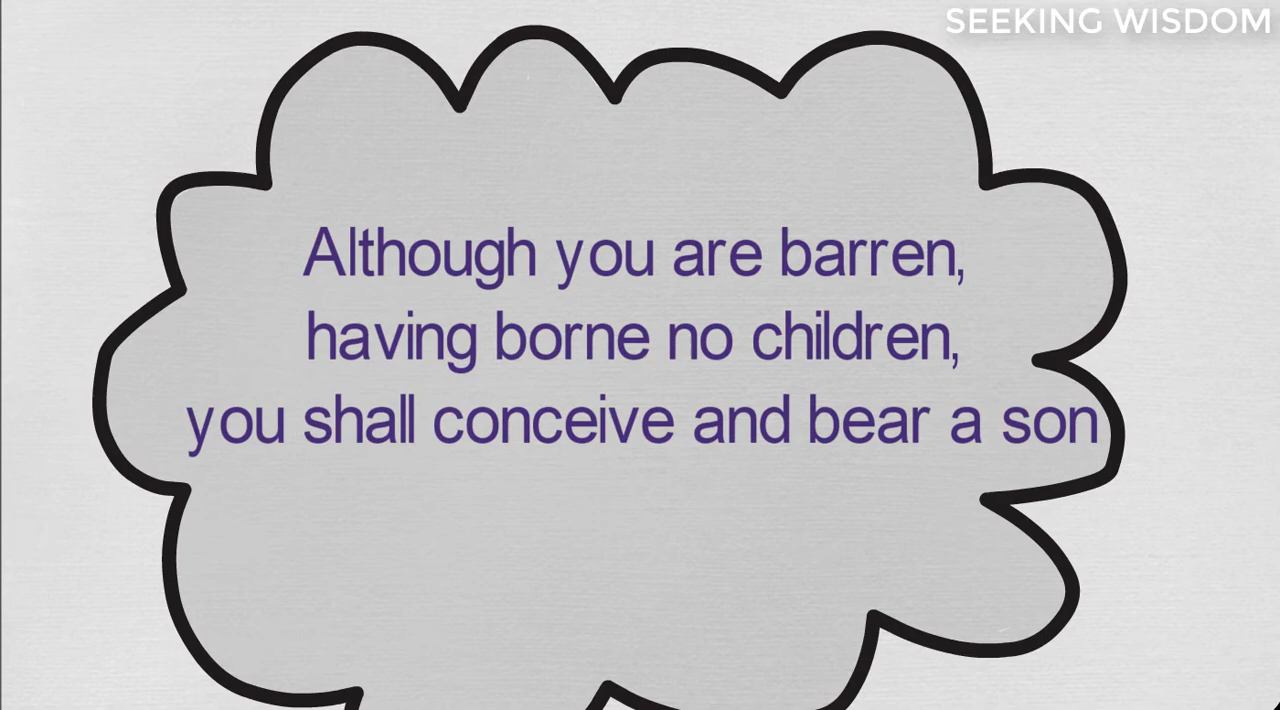 SEEKING WISDOM
Although you are barren,
having borne no children,
you shall conceive and bear a son